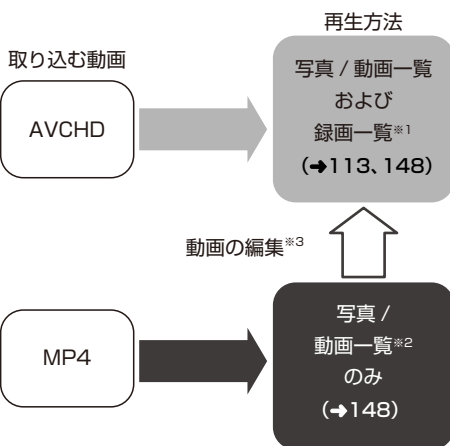 再生方法
取り込む動画
AVCHD
写真 / 動画一覧
および
録画一覧※1
(➜113、148)
動画の編集※3
MP4
写真 /
動画一覧※2
のみ
(➜148)